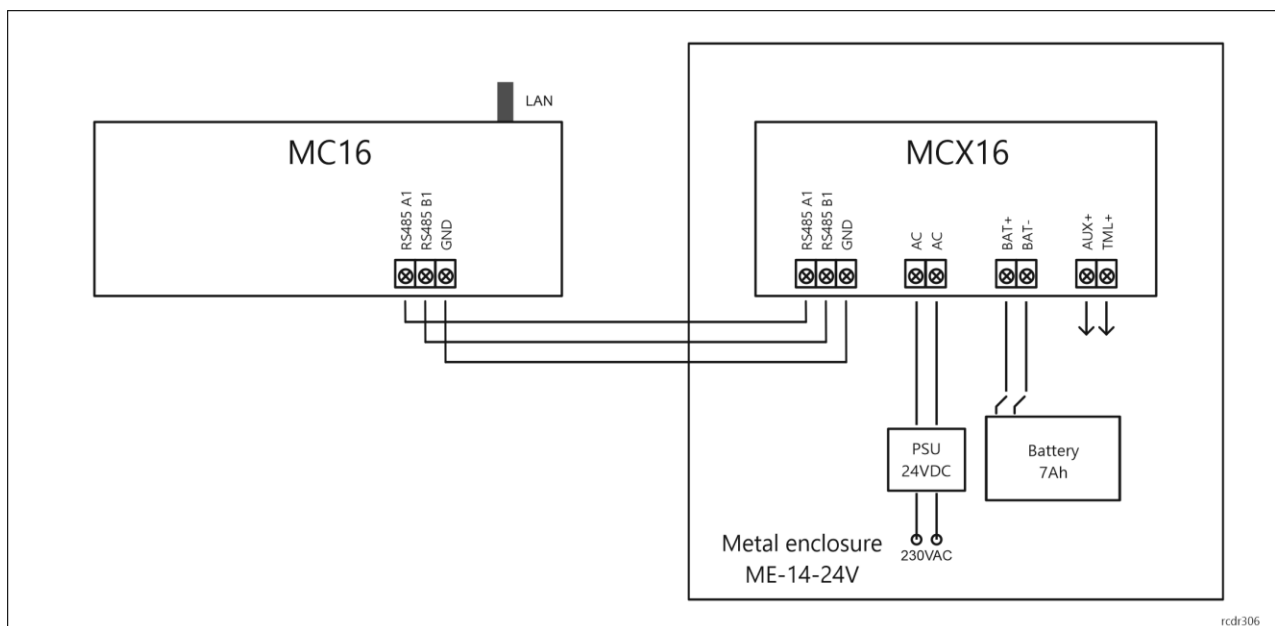 LAN
MC16
RS485 A1
RS485 B1
GND
MCX16
RS485 A1
RS485 B1
GND
AC
AC
BAT+
BAT-
AUX+
TML+
PSU
24VDC
Battery
7Ah
230VAC
Metal enclosure
ME-14-24V
rcdr306